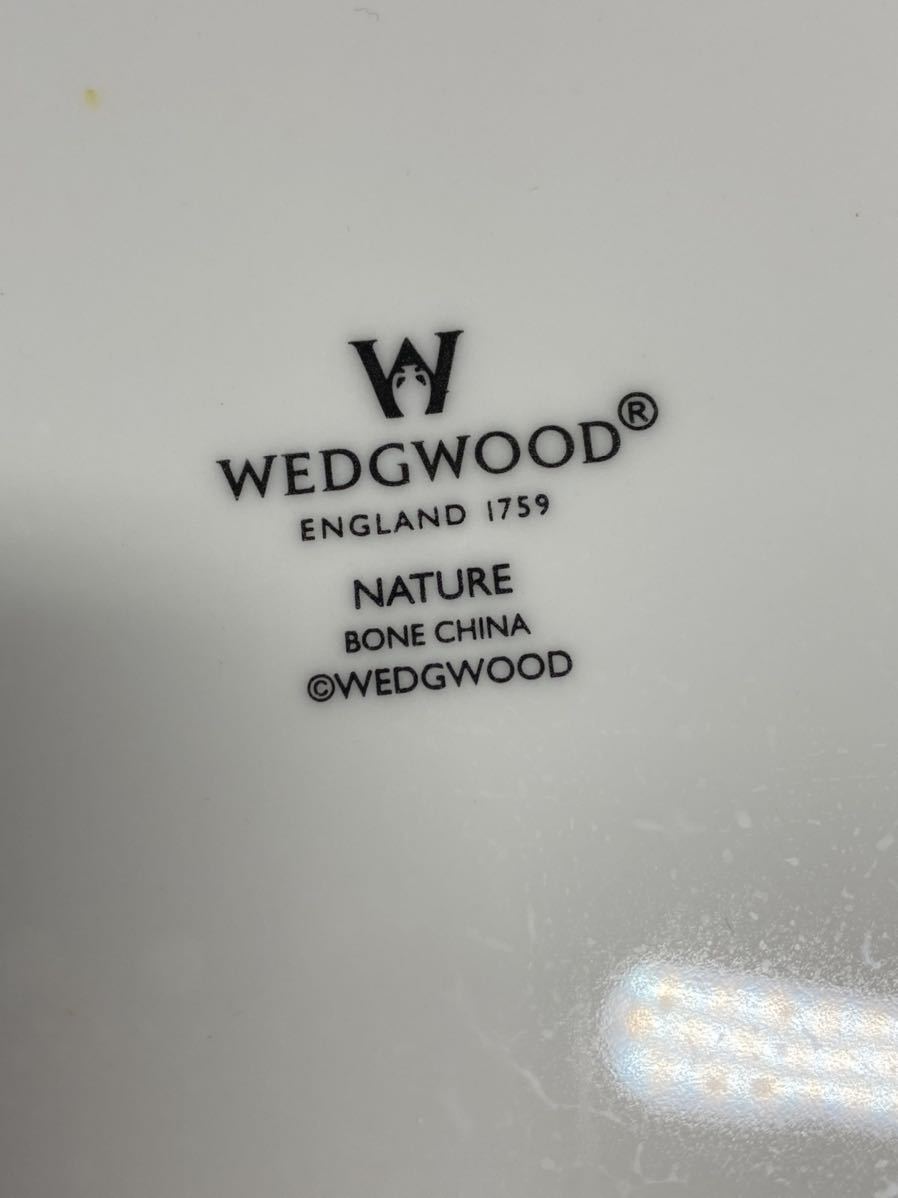 W
WEDGWOOD®
ENGLAND 1759
NATURE
BONE CHINA
©WEDGWOOD